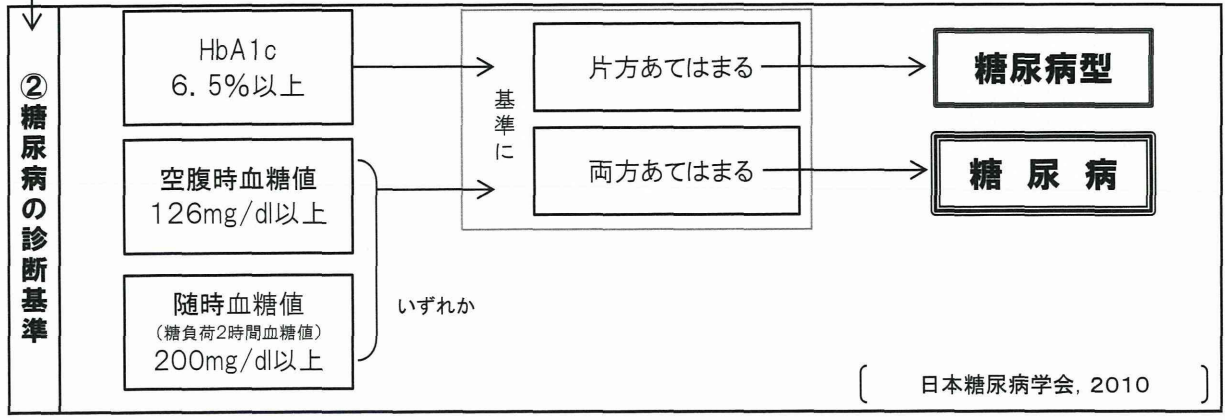 ②糖尿病の診断基準
HbA1c
6.5%以上
空腹時血糖値
126mg/dl以上
随時血糖値
（糖負荷2時間血糖値）
200mg/dl以上
いずれか
基準に
片方あてはまる
両方あてはまる
糖尿病型
糖 尿 病
日本糖尿病学会, 2010